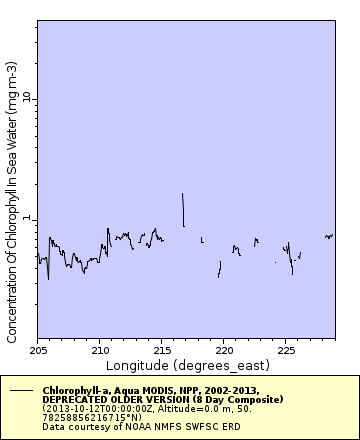 Concentration Of Chlorophyll In Sea Water (mg m-3)
10
1
205
210
215
220
225
Longitude (degrees_east)
Chlorophyll-a, Aqua MODIS, NPP, 2002-2013,
DEPRECATED OLDER VERSION (8 Day Composite)
(2013-10-12T00:00:00Z, Altitude=0.0 m, 50.
78258856216715°N)
Data courtesy of NOAA NMFS SWFSC ERD